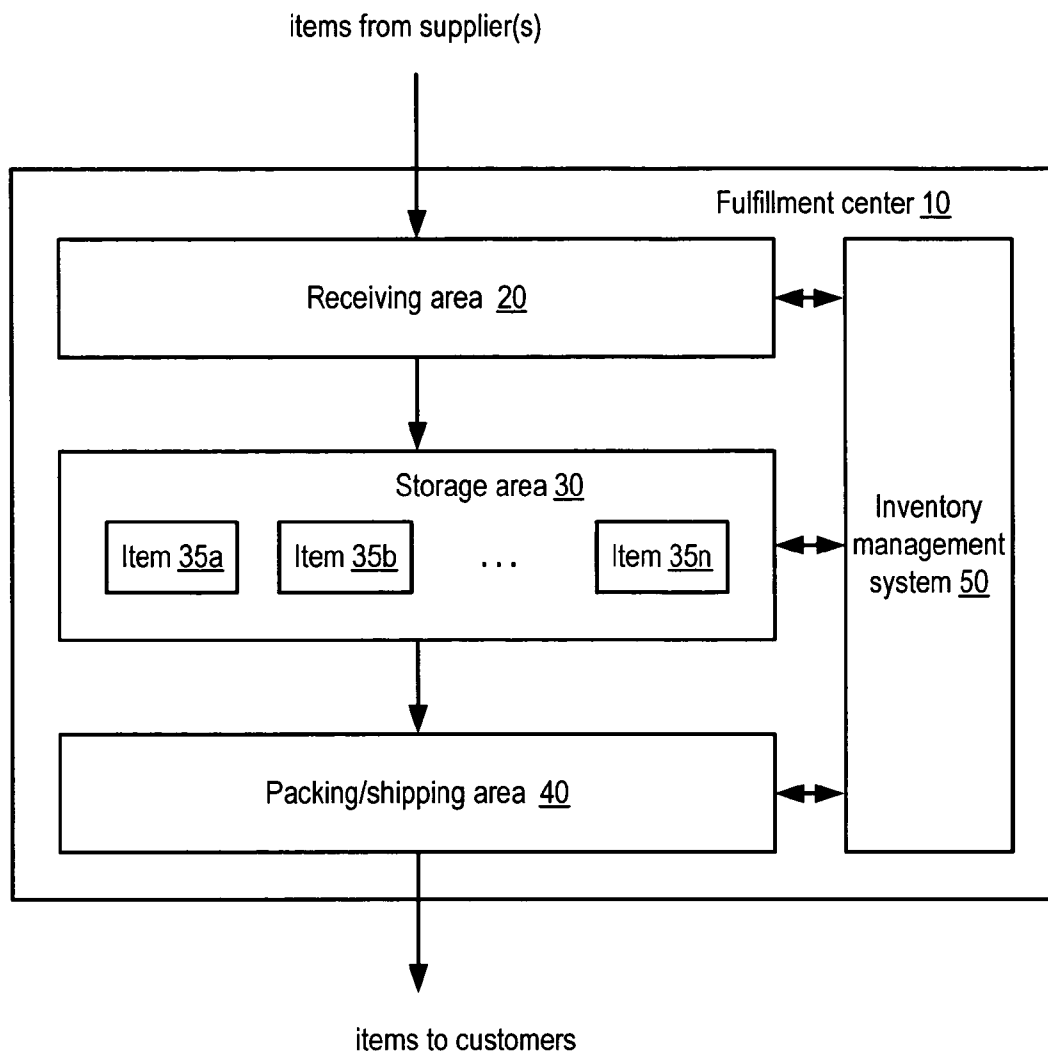 items from supplier(s)
Fulfillment center 10
Receiving area 20
Storage area 30
Item 35a Item 35b ... Item 35n
Inventory
management
system 50
Packing/shipping area 40
items to customers